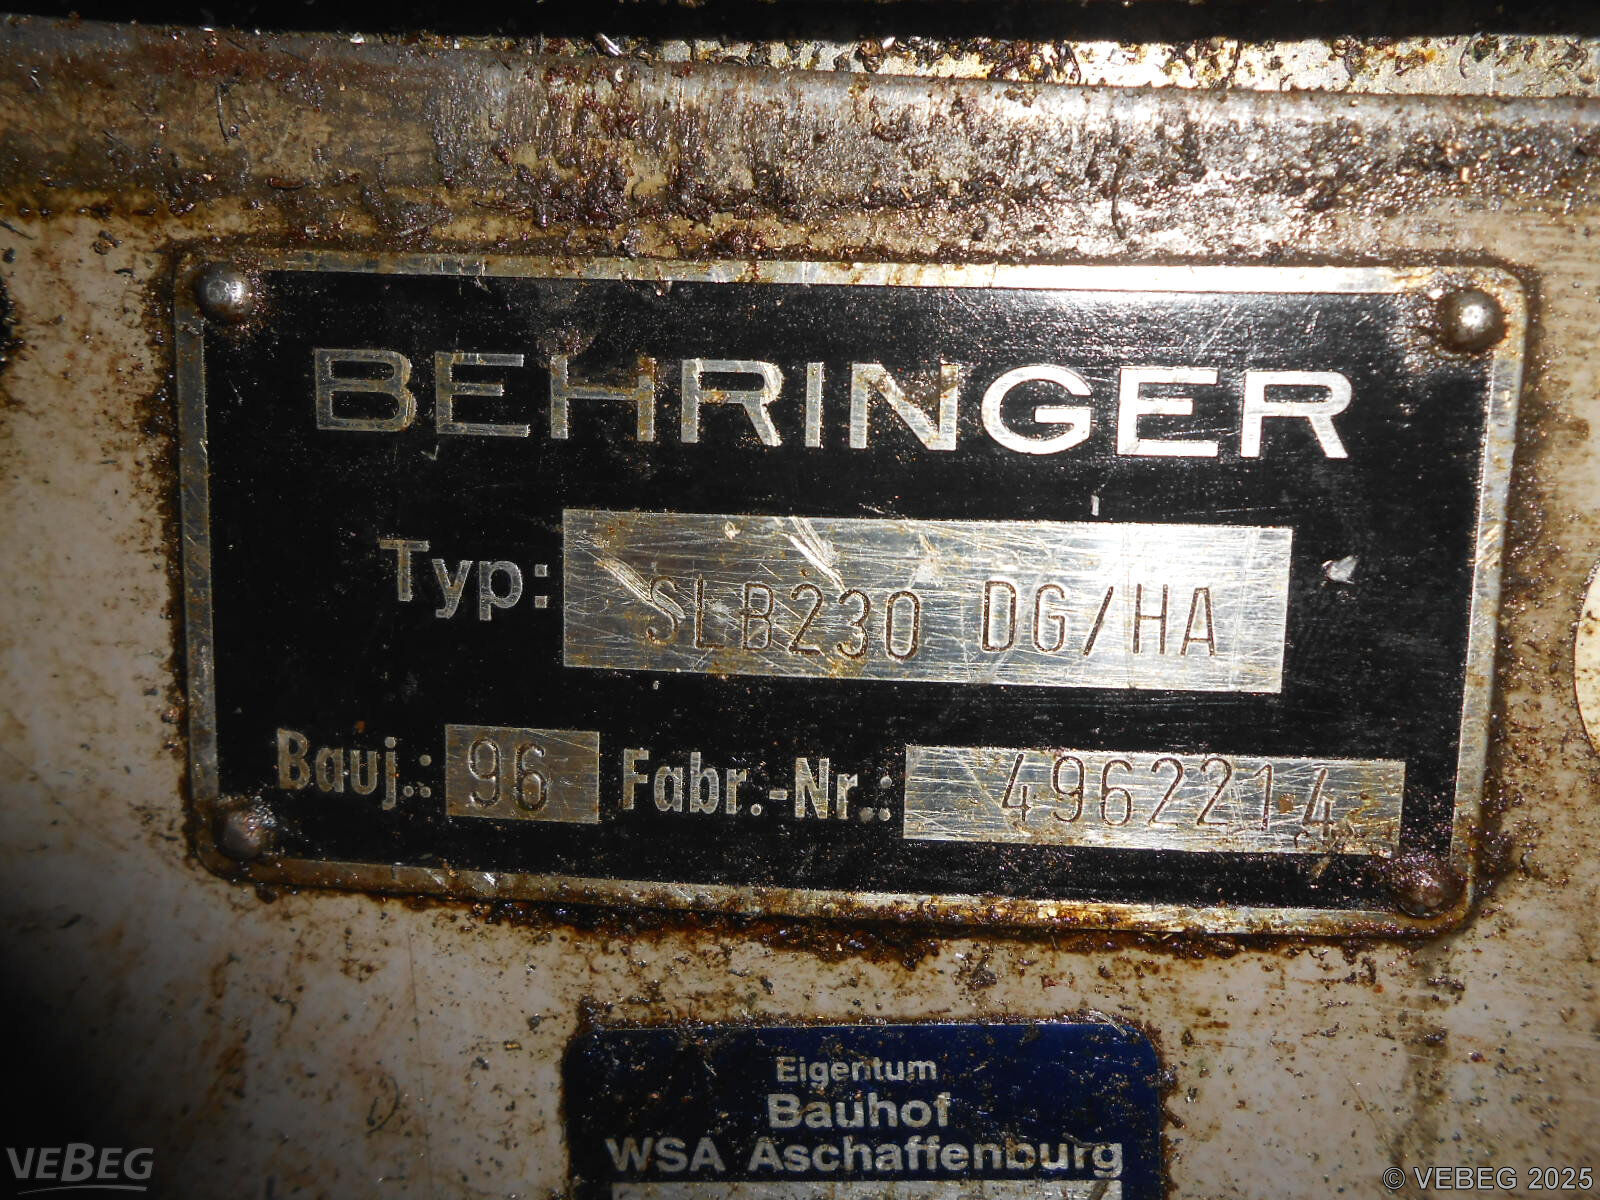 BEHRINGER
Typ: SLB230 DG/HA
Bauj.: 96 Fabr.-Nr.: 4962214
Eigentum
Bauhof
WSA Aschaffenburg
VEBEG
© VEBEG 2025